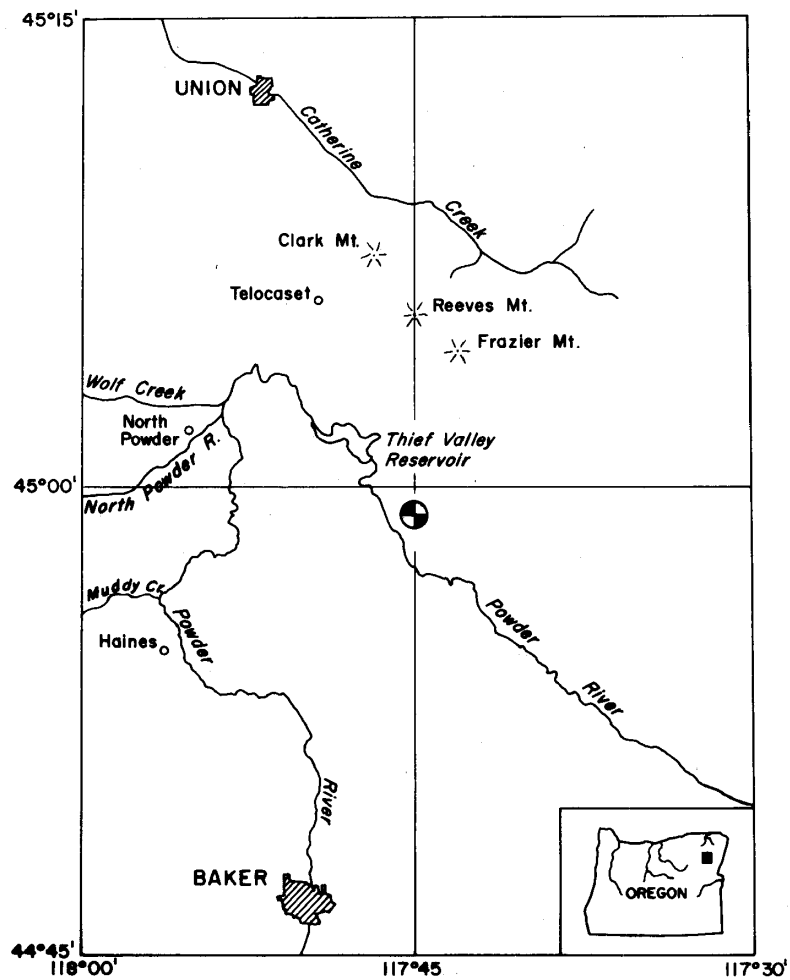 45°15'
UNION
Catherine
Creek
Clark Mt.
Telocaset
Reeves Mt.
Frazier Mt.
Wolf Creek
North
Powder
Thief Valley
Reservoir
North Powder R.
45°00'
Muddy Cr.
Powder
Haines
Powder
River
River
BAKER
OREGON
44°45'
118°00'
117°45'
117°30'